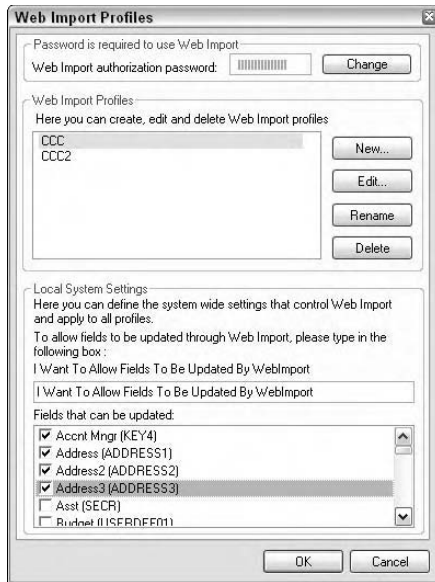 Web Import Profiles
Password is required to use Web Import
Web Import authorization password:
Change
Web Import Profiles
Here you can create, edit and delete Web Import profiles
CCC
CCC2
New...
Edit...
Rename
Delete
Local System Settings
Here you can define the system wide settings that control Web Import
and apply to all profiles.
To allow fields to be updated through Web Import, please type in the
following box :
I Want To Allow Fields To Be Updated By WebImport
I Want To Allow Fields To Be Updated By WebImport
Fields that can be updated:
Accnt Mngr (KEY4)
Address (ADDRESS1)
Address2 (ADDRESS2)
Address3 (ADDRESS3)
Asst (SECR)
Budget (USERDEF01)
OK
Cancel